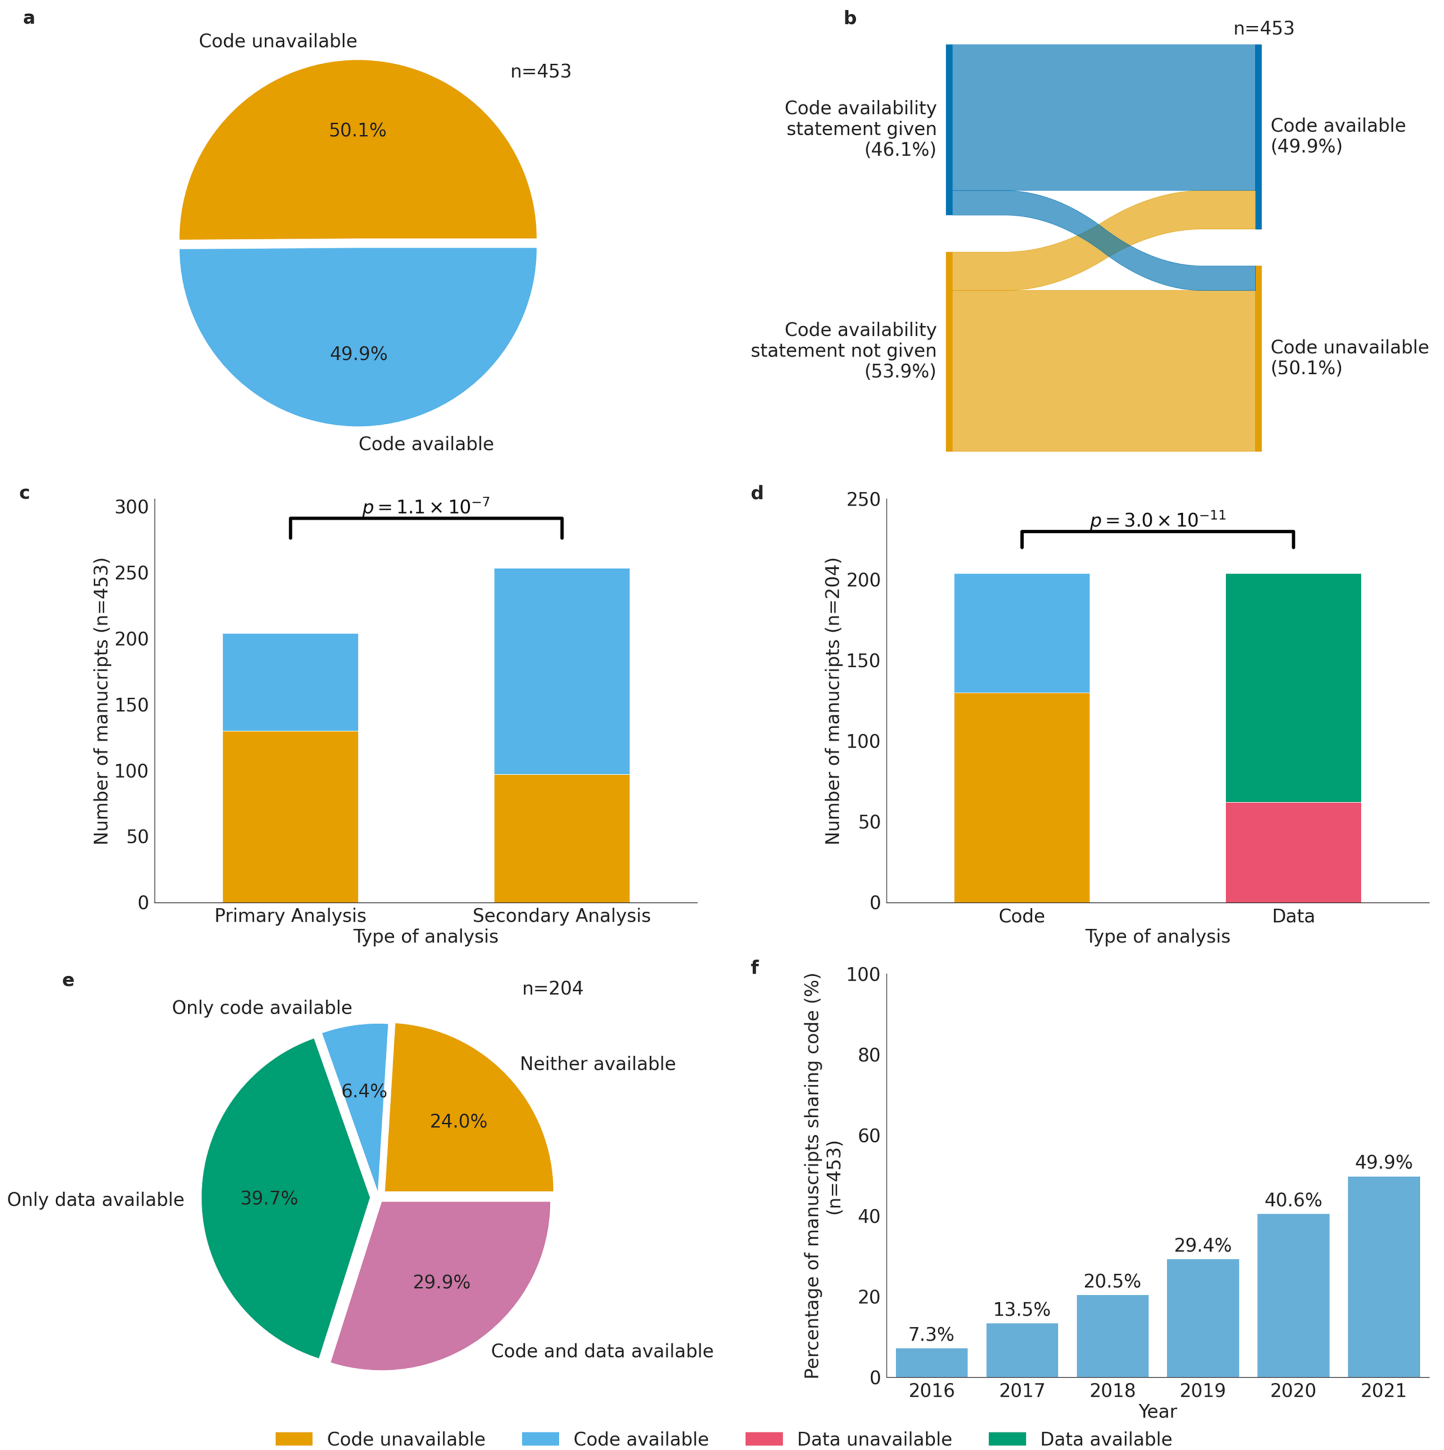 a
Code unavailable
n=453
50.1%
49.9%
Code available
b
n=453
Code availability
statement given
(46.1%)
Code available
(49.9%)
Code availability
statement not given
(53.9%)
Code unavailable
(50.1%)
c
p = 1.1 × 10⁻⁷
Number of manucripts (n=453)
300
250
200
150
100
50
0
Primary Analysis
Secondary Analysis
Type of analysis
d
p = 3.0 × 10⁻¹¹
Number of manucripts (n=204)
250
200
150
100
50
0
Code
Data
Type of analysis
e
n=204
Only code available
Neither available
6.4%
24.0%
Only data available
39.7%
29.9%
Code and data available
f
Percentage of manuscripts sharing code (%)
(n=453)
100
80
60
40
20
0
7.3%
13.5%
20.5%
29.4%
40.6%
49.9%
2016
2017
2018
2019
2020
2021
Year
Code unavailable
Code available
Data unavailable
Data available